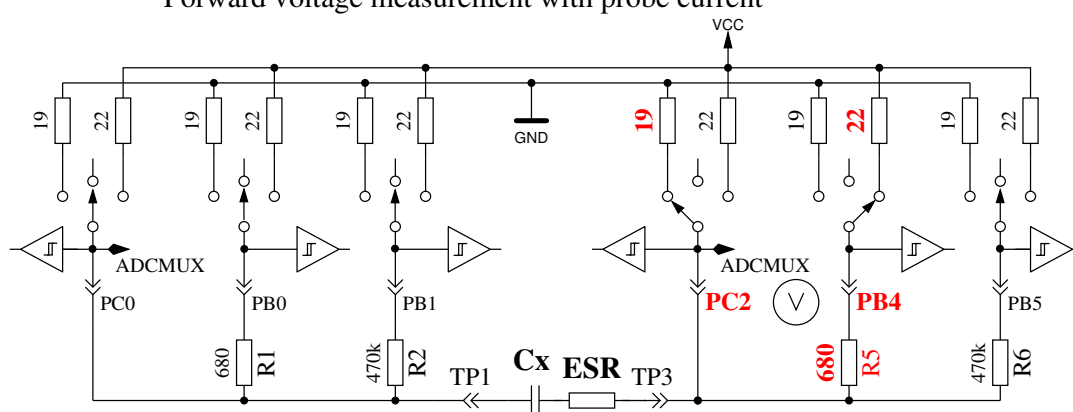 Forward voltage measurement with probe current
VCC
19 22 19 22 19 22 GND 19 22 19 22 19 22
ADCMUX ADCMUX
PC0 PB0 PB1 PC2 V PB4 PB5
680 R1 470k R2 680 R5 470k R6
TP1 Cx ESR TP3